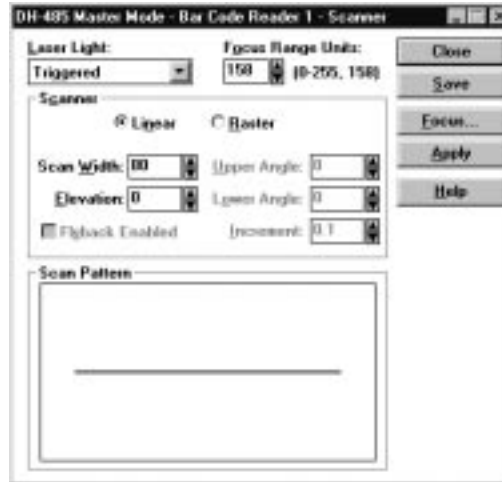 DH-485 Master Mode - Bar Code Reader 1 - Scanner
Laser Light:
Triggered
Focus Range Units:
158 (0-255, 158)
Close
Save
Focus...
Apply
Help
Scanner
Linear
Raster
Scan Width: 80
Upper Angle: 0
Elevation: 0
Lower Angle: 0
Flyback Enabled
Increment: 0.1
Scan Pattern